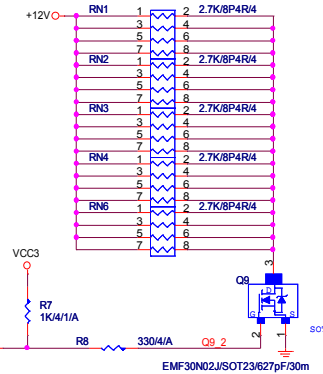 +12V
RN1 1 2 2.7K/8P4R/4
3 4
5 6
RN2 7 8
1 2 2.7K/8P4R/4
3 4
5 6
RN3 7 8
1 2 2.7K/8P4R/4
3 4
5 6
RN4 7 8
1 2 2.7K/8P4R/4
3 4
5 6
RN6 7 8
1 2 2.7K/8P4R/4
3 4
5 6
7 8
VCC3
3
Q9
D
G S
R7
1K/4/1/A
R8 330/4/A Q9_2 2 1
SO
EMF30N02J/SOT23/627pF/30m